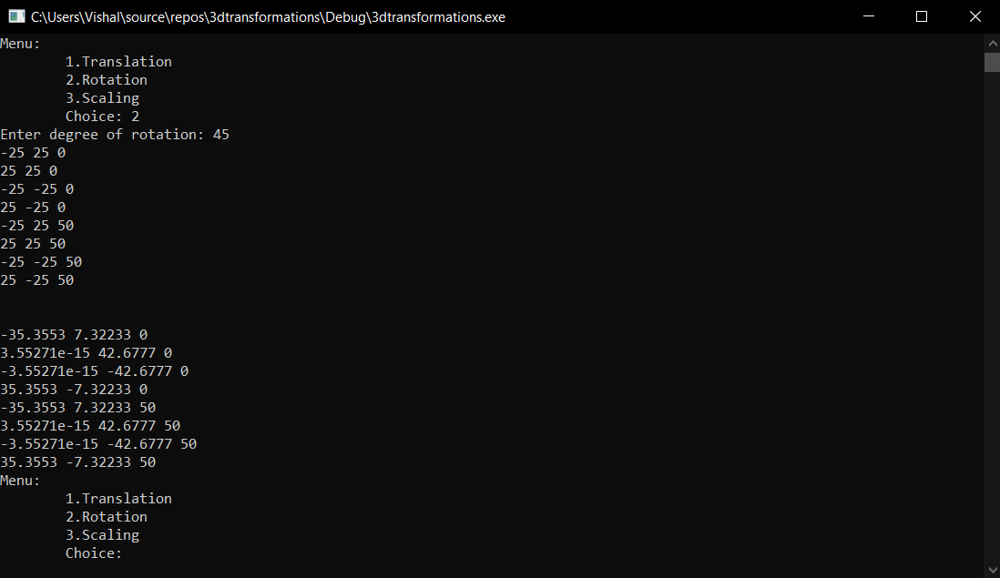 C:\Users\Vishal\source\repos\3dtransformations\Debug\3dtransformations.exe
Menu:
1.Translation
2.Rotation
3.Scaling
Choice: 2
Enter degree of rotation: 45
-25 25 0
25 25 0
-25 -25 0
25 -25 0
-25 25 50
25 25 50
-25 -25 50
25 -25 50
-35.3553 7.32233 0
3.55271e-15 42.6777 0
-3.55271e-15 -42.6777 0
35.3553 -7.32233 0
-35.3553 7.32233 50
3.55271e-15 42.6777 50
-3.55271e-15 -42.6777 50
35.3553 -7.32233 50
Menu:
1.Translation
2.Rotation
3.Scaling
Choice: